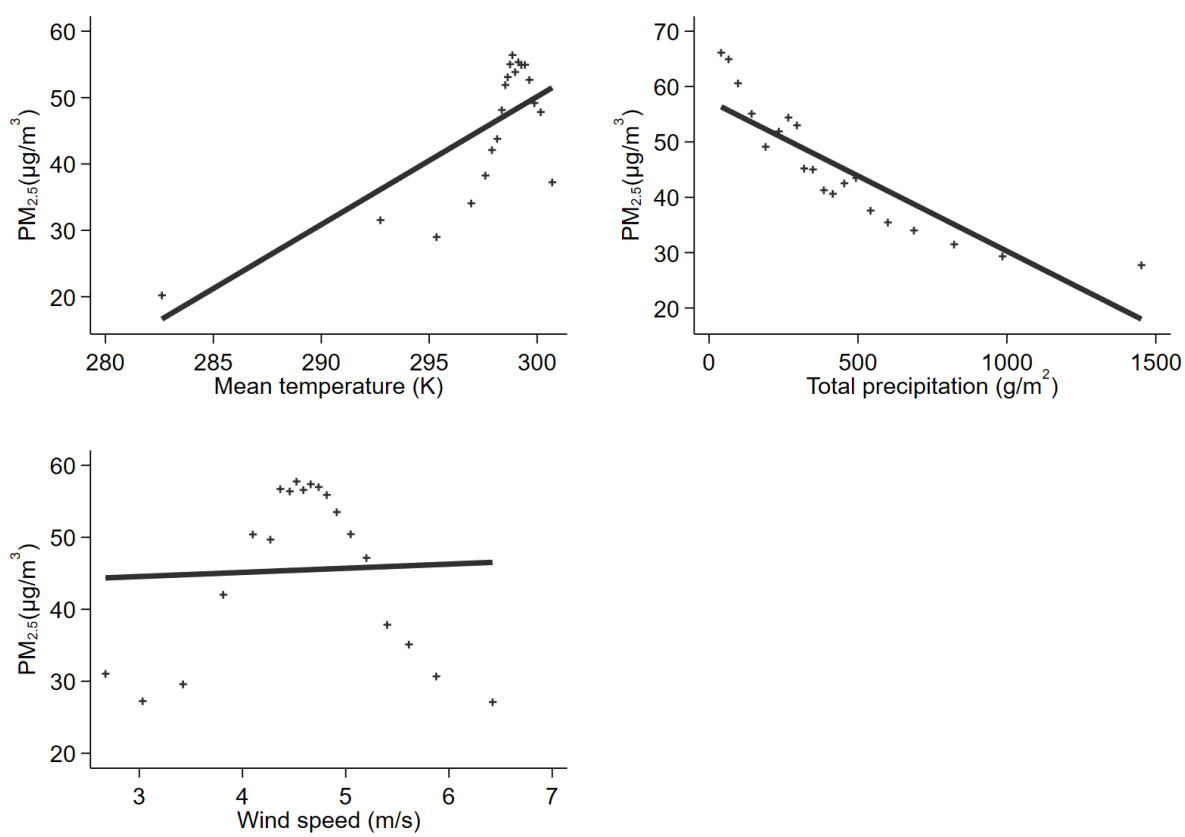 60
50
40
30
20
PM₂.₅(µg/m³)
280 285 290 295 300
Mean temperature (K)
70
60
50
40
30
20
PM₂.₅(µg/m³)
0 500 1000 1500
Total precipitation (g/m²)
60
50
40
30
20
PM₂.₅(µg/m³)
3 4 5 6 7
Wind speed (m/s)